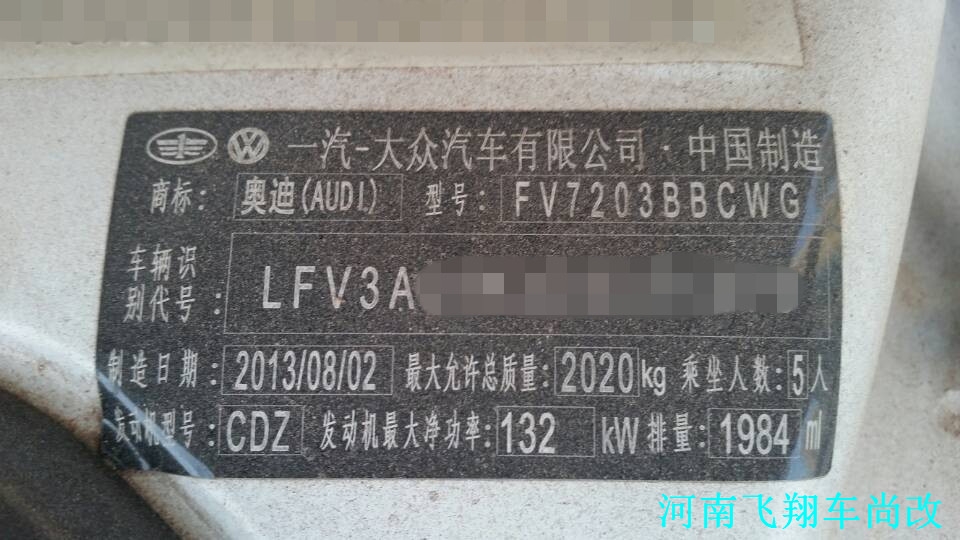 一汽-大众汽车有限公司·中国制造
商标: 奥迪(AUDI) 型号: FV7203BBCWG
车辆识别代号: LFV3A
制造日期: 2013/08/02 最大允许总质量: 2020kg 乘坐人数: 5人
发动机型号: CDZ 发动机最大净功率: 132 kW 排量: 1984 ml
河南飞翔车尚改